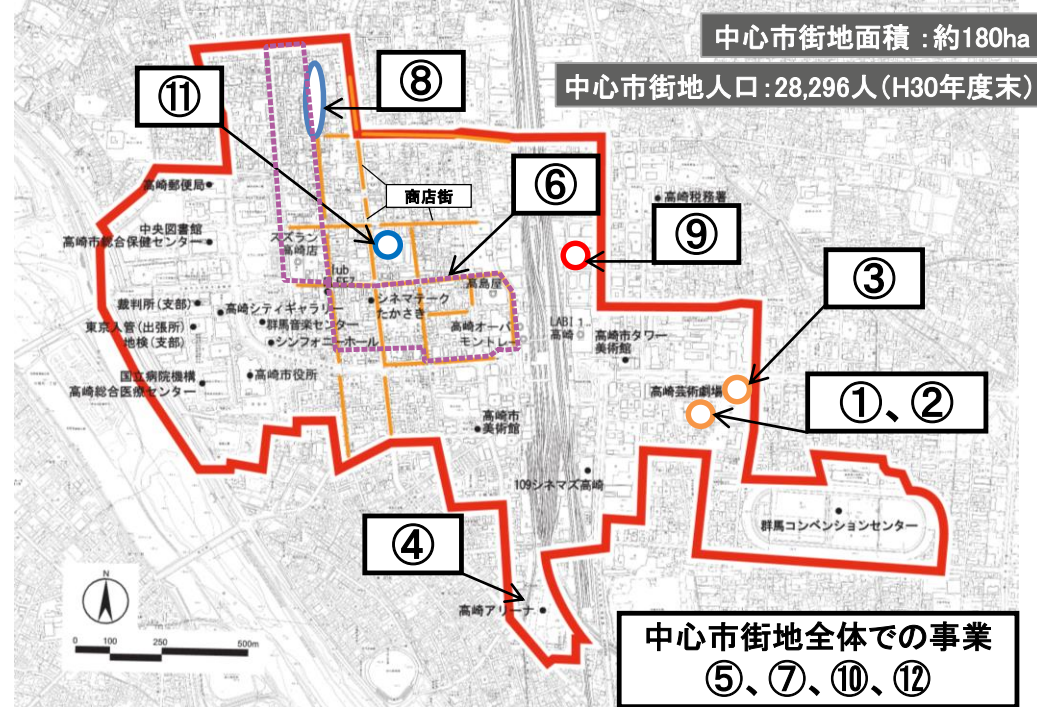 中心市街地面積：約180ha
中心市街地人口：28,296人（H30年度末）
⑧
⑪
⑥
商店街
高崎郵便局
高崎税務署
⑨
中央図書館
高崎市総合保健センター
スズラン
高崎店
③
高島屋
裁判所（支部）
高崎シティギャラリー
シネマテーク
たかさき
群馬音楽センター
東京入管（出張所）
地検（支部）
シンフォニーホール
高崎オーパ
モントレー
LABI 1
高崎
高崎市タワー
美術館
国立病院機構
高崎総合医療センター
高崎市役所
高崎芸術劇場
①、②
高崎市
美術館
109シネマズ高崎
群馬コンベンションセンター
④
高崎アリーナ
N
0 100 250 500m
中心市街地全体での事業
⑤、⑦、⑩、⑫